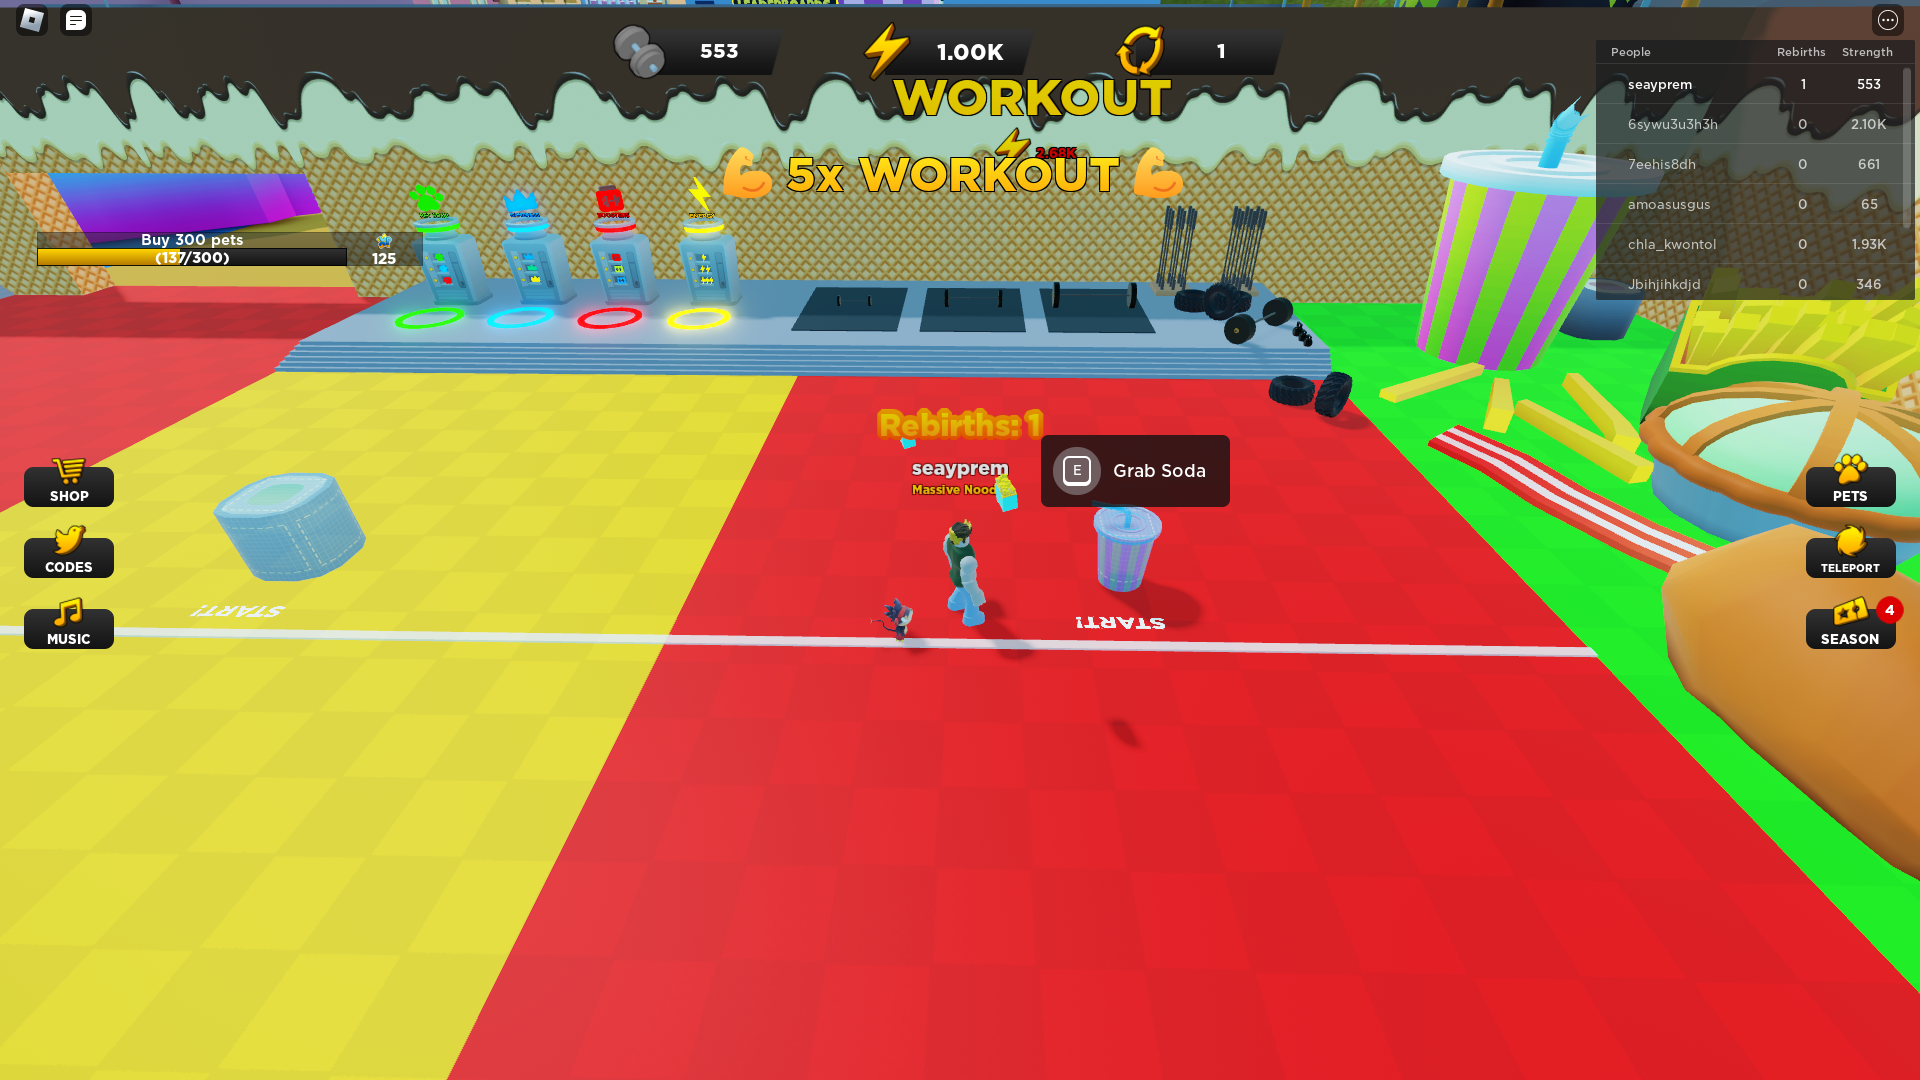 LEADERBOARDS
553
1.00K
1
WORKOUT
2.68K
5x WORKOUT
People Rebirths Strength
seayprem 1 553
6sywu3u3h3h 0 2.10K
7eehis8dh 0 661
amoasusgus 0 65
chla_kwontol 0 1.93K
Jbihjihkdjd 0 346
Buy 300 pets
(137/300)
125
ENERGY
Rebirths: 1
seayprem
Massive Nood
E Grab Soda
SHOP
CODES
MUSIC
PETS
TELEPORT
4
SEASON
START!
START!